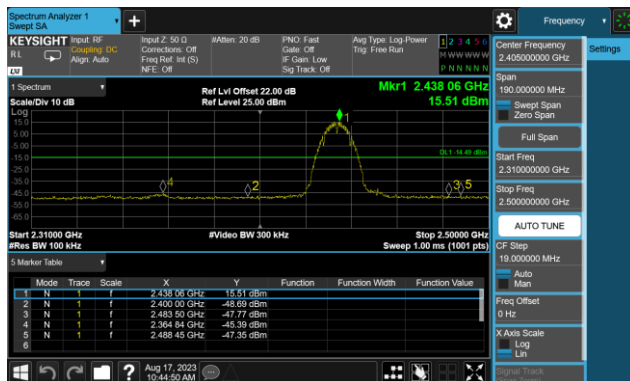 Spectrum Analyzer 1
Swept SA
+
Frequency
KEYSIGHT
RL
LXI
Input: RF
Coupling: DC
Align: Auto
Input Z: 50 Ω
Corrections: Off
Freq Ref: Int (S)
NFE: Off
#Atten: 20 dB
PNO: Fast
Gate: Off
IF Gain: Low
Sig Track: Off
Avg Type: Log-Power
Trig: Free Run
1 2 3 4 5 6
M W W W W W
P N N N N N
Center Frequency
2.405000000 GHz
Settings
Span
190.000000 MHz
Swept Span
Zero Span
Full Span
Start Freq
2.310000000 GHz
Stop Freq
2.500000000 GHz
AUTO TUNE
CF Step
19.000000 MHz
Auto
Man
Freq Offset
0 Hz
X Axis Scale
Log
Lin
Signal Track
1 Spectrum
Scale/Div 10 dB
Log
Ref Lvl Offset 22.00 dB
Ref Level 25.00 dBm
Mkr1 2.438 06 GHz
15.51 dBm
15.0
5.00
-5.00
-15.0
-25.0
-35.0
-45.0
-55.0
-65.0
1
DL1 -14.49 dBm
4
2
3
5
Start 2.31000 GHz
#Res BW 100 kHz
#Video BW 300 kHz
Stop 2.50000 GHz
Sweep 1.00 ms (1001 pts)
5 Marker Table
Mode Trace Scale X Y Function Function Width Function Value
1 N 1 f 2.438 06 GHz 15.51 dBm
2 N 1 f 2.400 00 GHz -48.69 dBm
3 N 1 f 2.483 50 GHz -47.77 dBm
4 N 1 f 2.364 84 GHz -45.39 dBm
5 N 1 f 2.488 45 GHz -47.35 dBm
6
?
Aug 17, 2023
10:44:50 AM